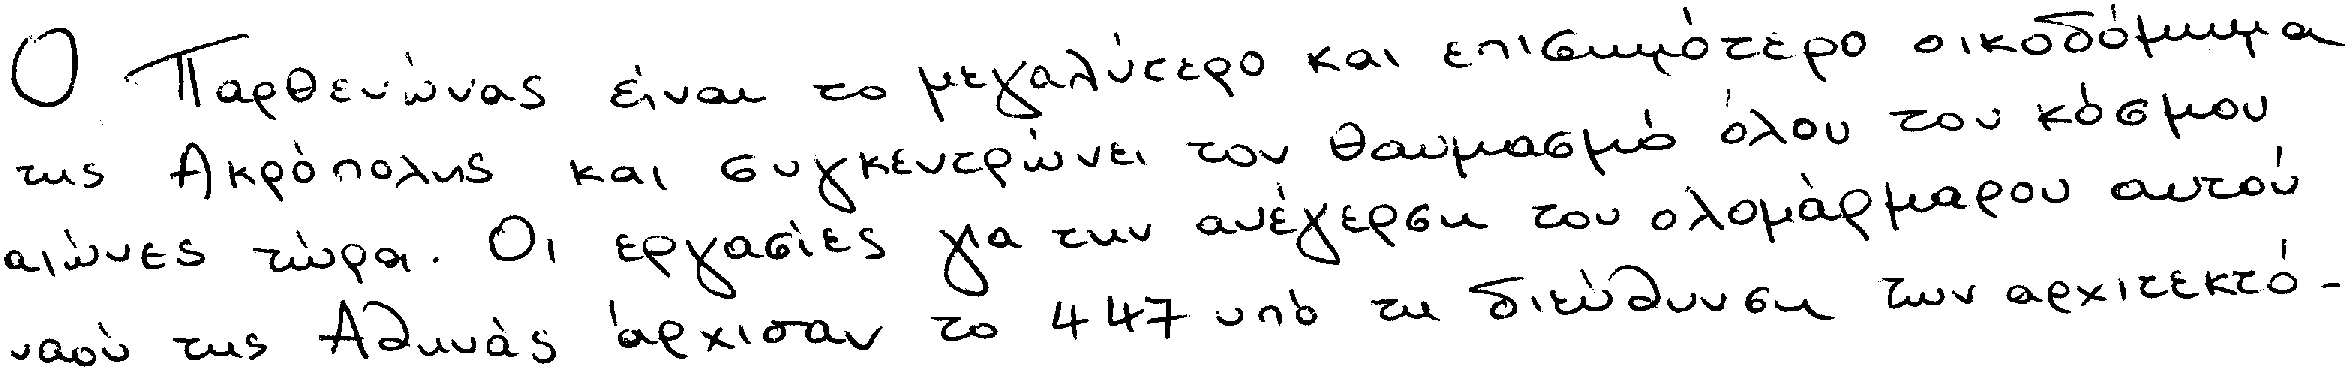 Ο Παρθενώνας είναι το μεγαλύτερο και επισημότερο οικοδόμημα
της Ακρόπολης και συγκεντρώνει τον θαυμασμό όλου του κόσμου
αιώνες τώρα. Οι εργασίες για την ανέγερση του ολομάρμαρου αυτού
ναού της Αθηνάς άρχισαν το 447 υπό τη διεύθυνση των αρχιτεκτό-